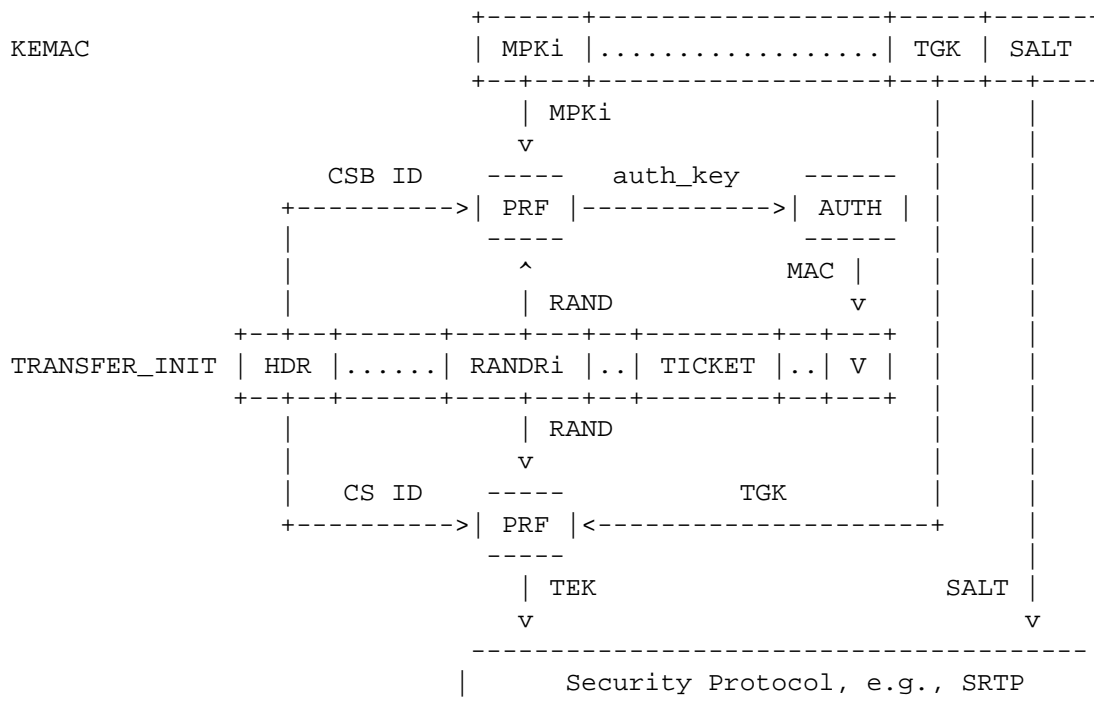 KEMAC | MPKi |..................| TGK | SALT
| MPKi
v
CSB ID auth_key
| PRF | | AUTH |
^ MAC |
| RAND v
TRANSFER_INIT | HDR |......| RANDRi |..| TICKET |..| V |
| RAND
v
CS ID TGK
| PRF |
| TEK SALT |
v v
| Security Protocol, e.g., SRTP